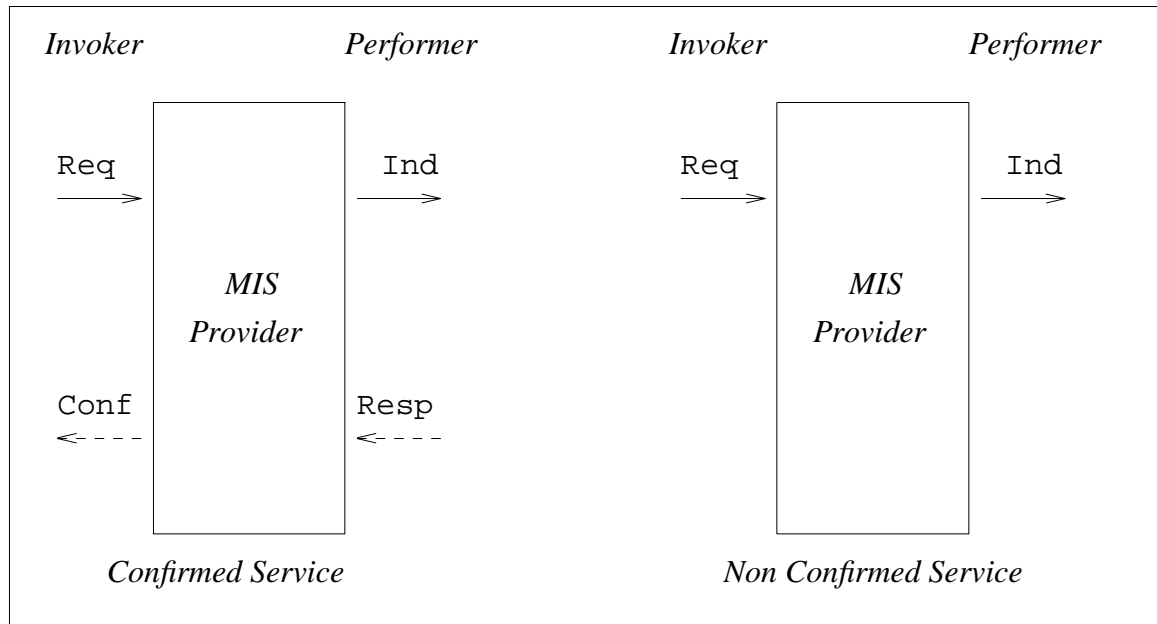 Invoker
Performer
Req
Ind
MIS
Provider
Conf
Resp
Confirmed Service
Invoker
Performer
Req
Ind
MIS
Provider
Non Confirmed Service